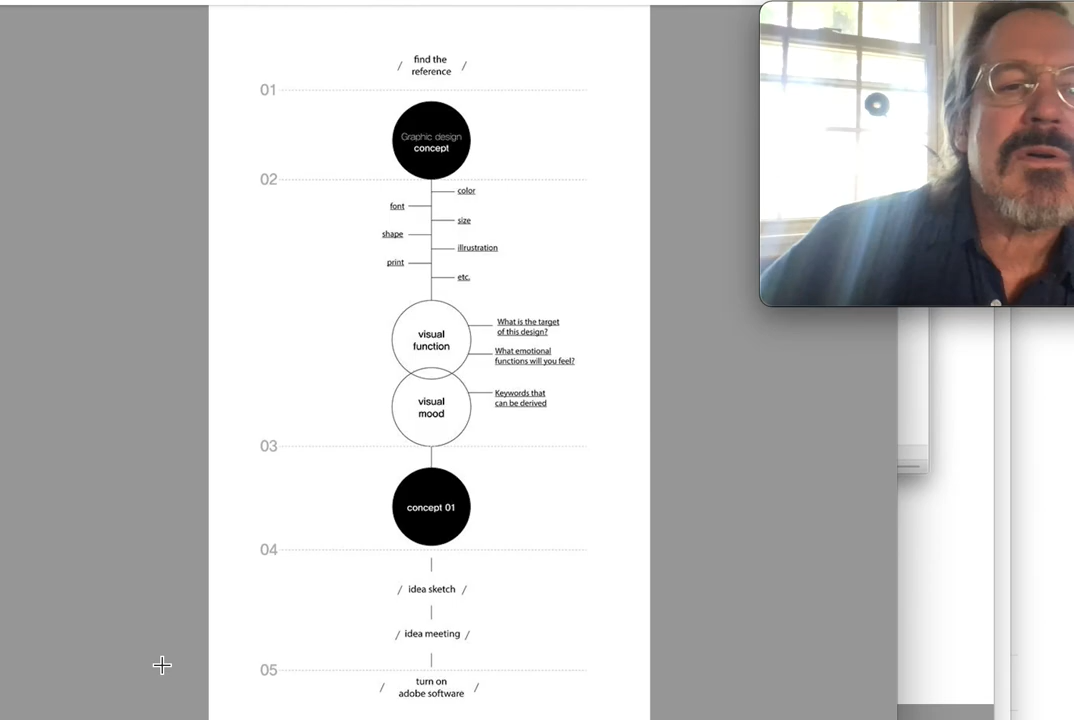 find the
/ reference /
01
Graphic design
concept
02
color
font
size
shape
illrustration
print
etc.
visual
function
What is the target
of this design?
What emotional
functions will you feel?
visual
mood
Keywords that
can be derived
03
concept 01
04
/ idea sketch /
/ idea meeting /
05
turn on
/ adobe software /